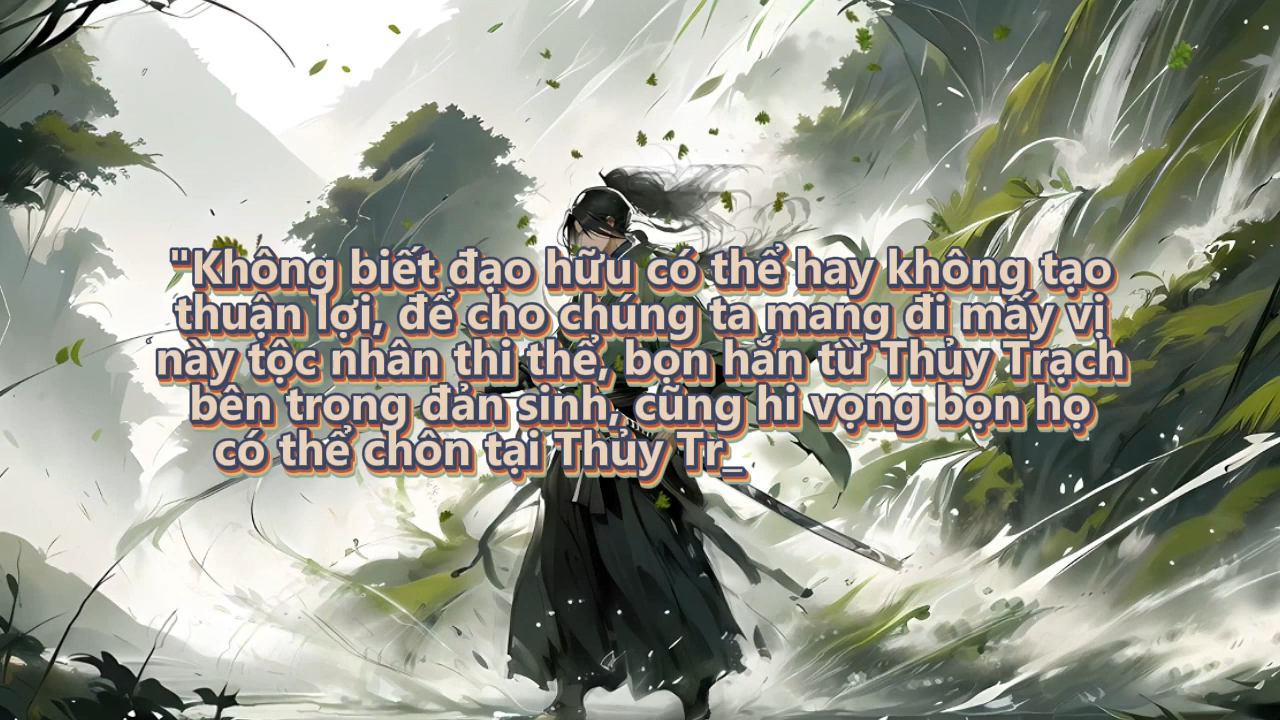 "Không biết đạo hữu có thể hay không tạo
thuận lợi, để cho chúng ta mang đi mấy vị
này tộc nhân thi thể, bọn hắn từ Thủy Trạch
bên trong đản sinh, cũng hi vọng bọn họ
có thể chôn tại Thủy Tr_